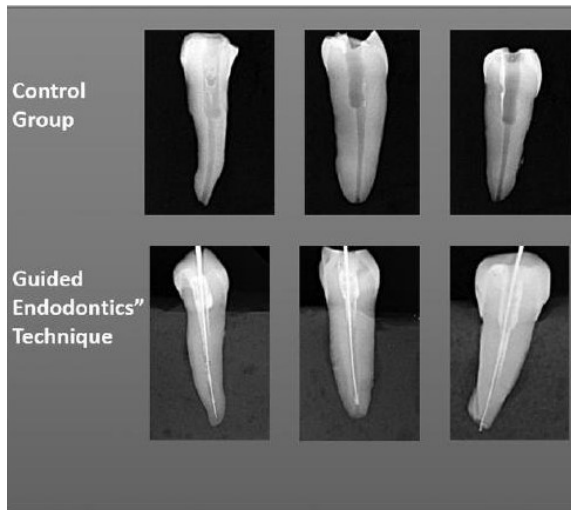 Control
Group
Guided
Endodontics”
Technique